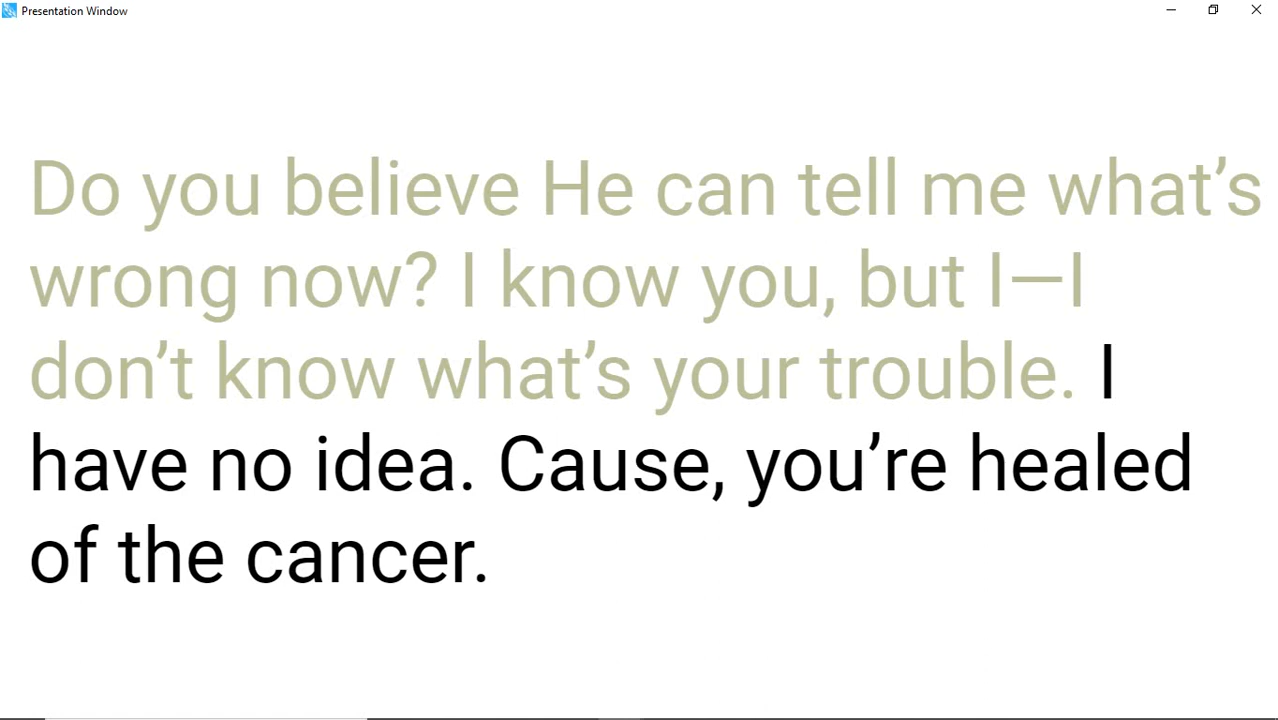 Presentation Window
Do you believe He can tell me what’s
wrong now? I know you, but I—I
don’t know what’s your trouble. I
have no idea. Cause, you’re healed
of the cancer.